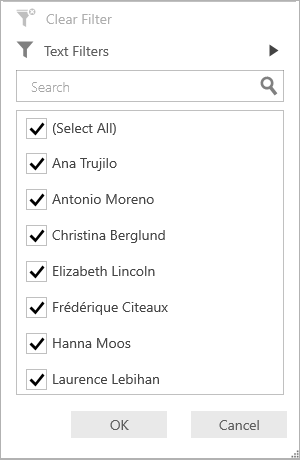 Clear Filter
Text Filters
Search
(Select All)
Ana Trujilo
Antonio Moreno
Christina Berglund
Elizabeth Lincoln
Frédérique Citeaux
Hanna Moos
Laurence Lebihan
OK Cancel